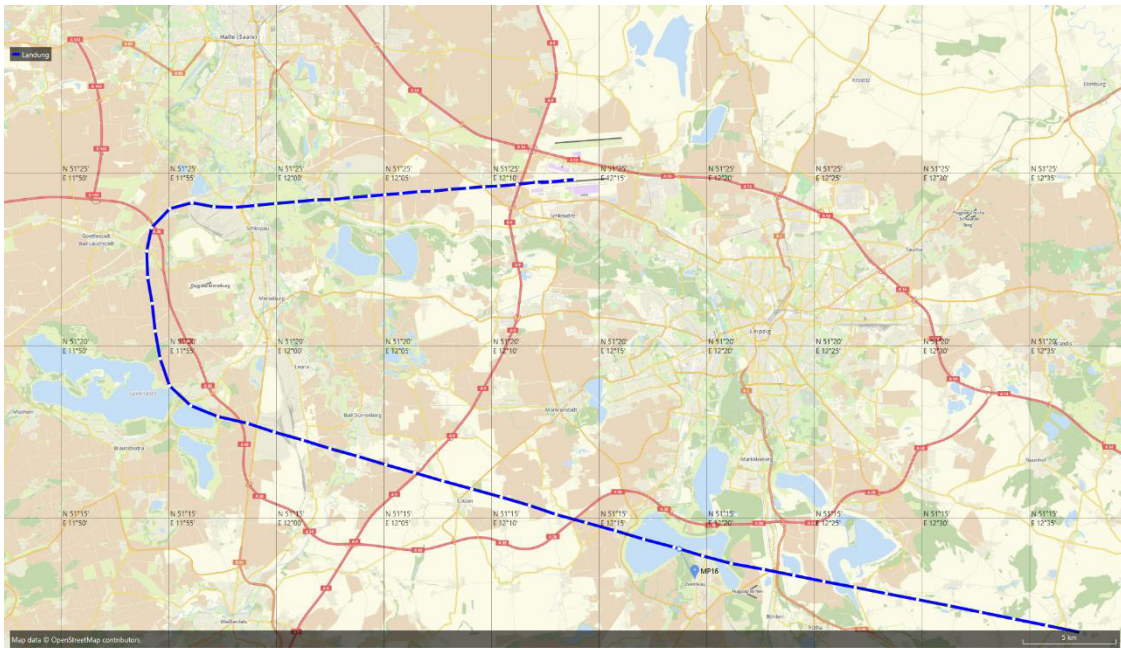 Halle (Saale)
Landung
Eilenburg
N 51°25' N 51°25' N 51°25' N 51°25' N 51°25' N 51°25' N 51°25' N 51°25' N 51°25' N 51°25'
E 11°50' E 11°55' E 12°00' E 12°05' E 12°10' E 12°15' E 12°20' E 12°25' E 12°30' E 12°35'
Schkeuditz
Schkopau
Goethestadt
Bad Lauchstädt
Taucha
Merseburg
Leipzig
N 51°20' N 51°20' N 51°20' N 51°20' N 51°20' N 51°20' N 51°20' N 51°20' N 51°20' N 51°20'
E 11°50' E 11°55' E 12°00' E 12°05' E 12°10' E 12°15' E 12°20' E 12°25' E 12°30' E 12°35'
Brandis
Leuna
Mücheln
Bad Dürrenberg
Markranstädt
Braunsbedra
Markkleeberg
Naunhof
Lützen
N 51°15' N 51°15' N 51°15' N 51°15' N 51°15' N 51°15' N 51°15' N 51°15' N 51°15' N 51°15'
E 11°50' E 11°55' E 12°00' E 12°05' E 12°10' E 12°15' E 12°20' E 12°25' E 12°30' E 12°35'
MP16
Zwenkau
Böhlen
Weißenfels
Rötha
Map data © OpenStreetMap contributors
5 km